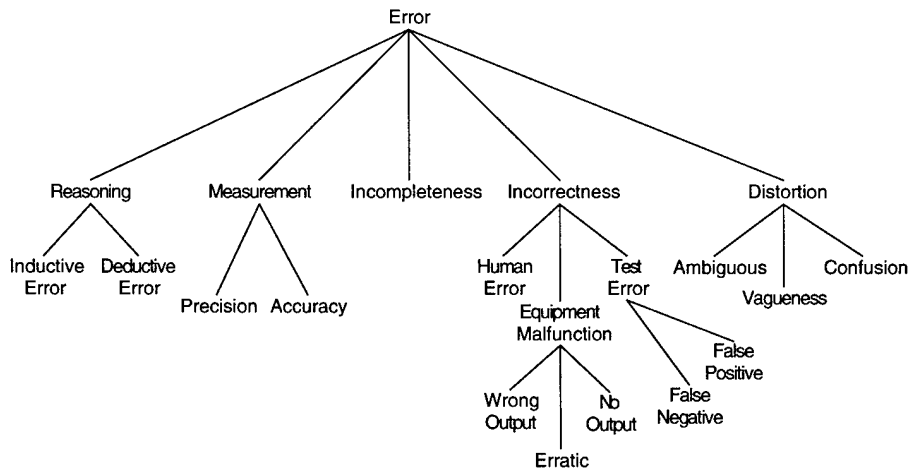 Error
Reasoning
Measurement
Incompleteness
Incorrectness
Distortion
Inductive
Error
Deductive
Error
Precision
Accuracy
Human
Error
Equipment
Malfunction
Test
Error
Ambiguous
Vagueness
Confusion
Wrong
Output
Erratic
No
Output
False
Negative
False
Positive